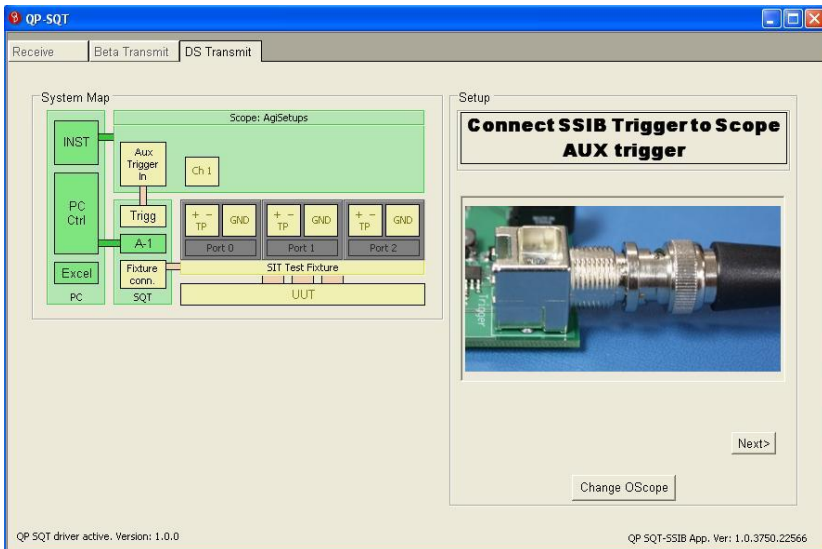 QP-SQT
Receive
Beta Transmit
DS Transmit
System Map
Scope: AgiSetups
INST
Aux
Trigger
In
Ch 1
PC
Ctrl
Trigg
A-1
Excel
Fixture
conn.
PC
SQT
+ -
TP
GND
Port 0
+ -
TP
GND
Port 1
+ -
TP
GND
Port 2
SIT Test Fixture
UUT
Setup
Connect SSIB Trigger to Scope
AUX trigger
Trigger
Next>
Change OScope
QP SQT driver active. Version: 1.0.0
QP SQT-SSIB App. Ver: 1.0.3750.22566